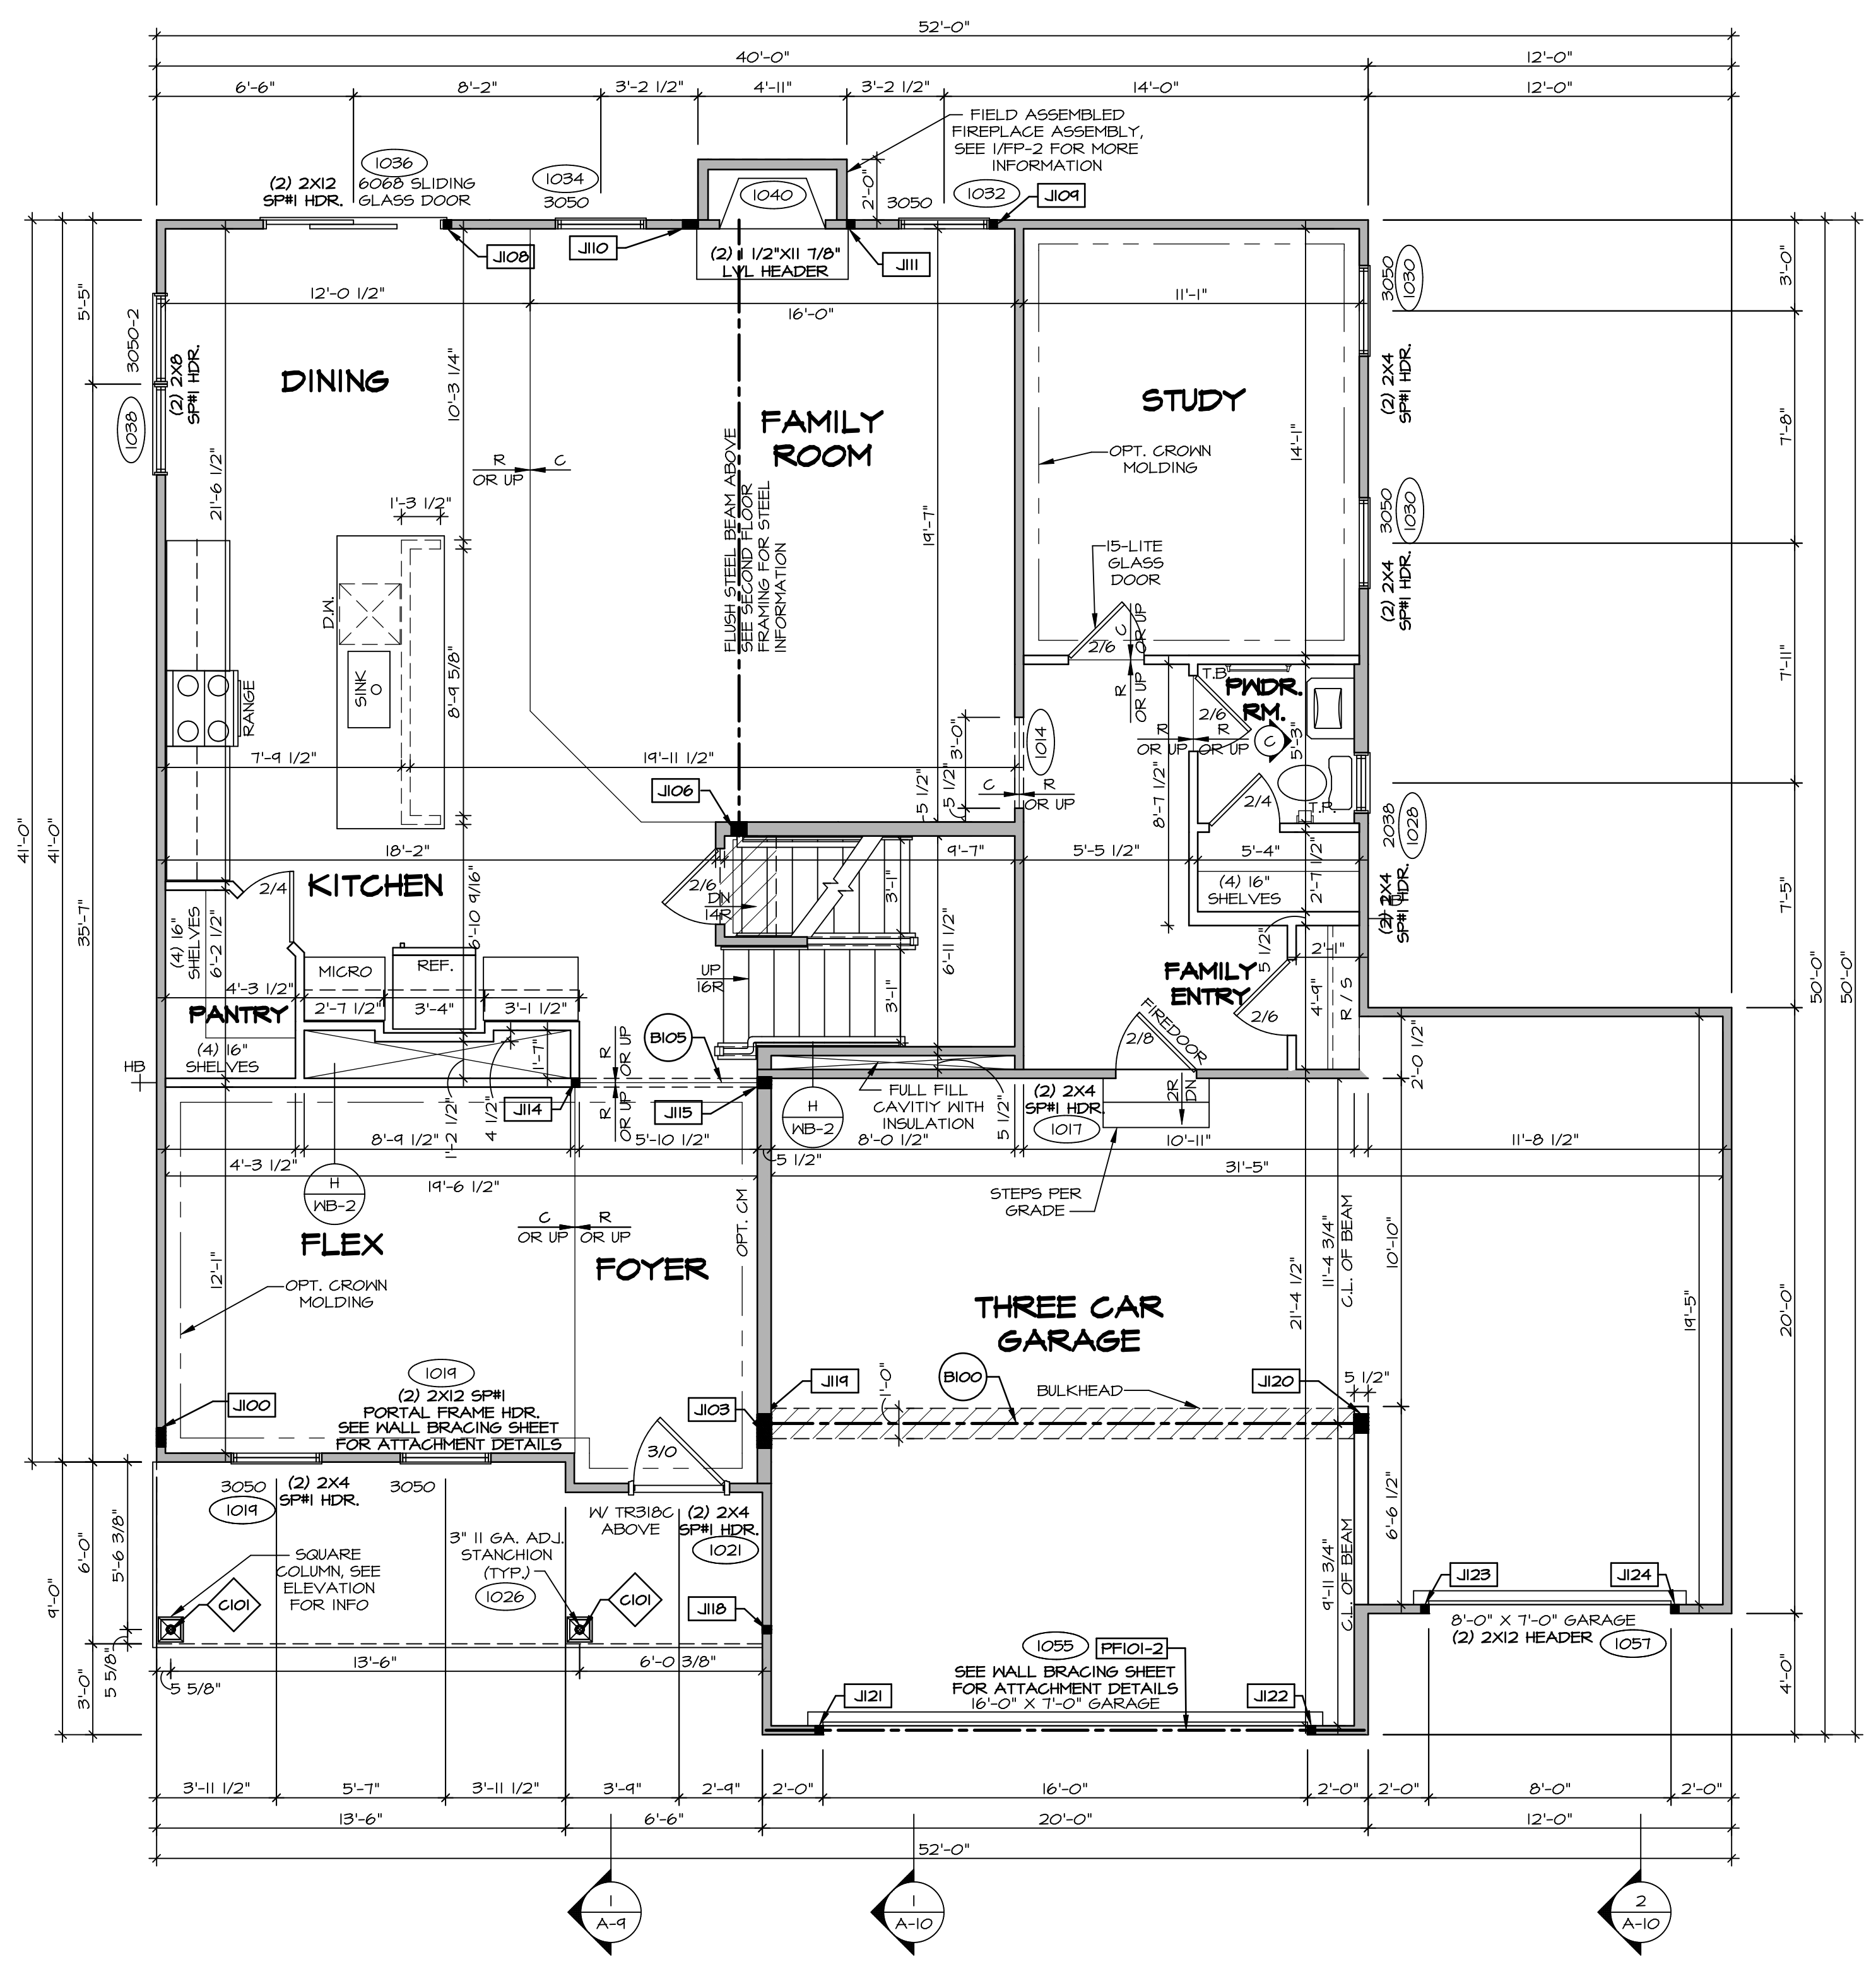 52'-0"
40'-0"
12'-0"
6'-6"
8'-2"
3'-2 1/2"
4'-11"
3'-2 1/2"
14'-0"
12'-0"
FIELD ASSEMBLED
FIREPLACE ASSEMBLY,
SEE 1/FP-2 FOR MORE
INFORMATION
1036
(2) 2X12
SP#1 HDR.
6068 SLIDING
GLASS DOOR
1034
3050
1040
2'-0"
3050
1032
J109
J108
J110
(2) 1 1/2"X11 7/8"
LVL HEADER
J111
12'-0 1/2"
16'-0"
11'-1"
5'-5"
3050-2
(2) 2X8
SP#1 HDR.
1038
3050
1030
3'-0"
(2) 2X4
SP#1 HDR.
7'-8"
DINING
10'-3 1/4"
FAMILY
ROOM
STUDY
14'-1"
OPT. CROWN
MOLDING
R
C
OR UP
21'-6 1/2"
1'-3 1/2"
19'-7"
FLUSH STEEL BEAM ABOVE
SEE SECOND FLOOR
FRAMING FOR STEEL
INFORMATION
3050
1030
(2) 2X4
SP#1 HDR.
15-LITE
GLASS
DOOR
D.W.
SINK
8'-9 5/8"
RANGE
2/6
C
OR UP
R
OR UP
T.B.
PWDR.
RM.
2/6
R
R
OR UP
OR UP
C
5'-3"
7'-11"
7'-9 1/2"
19'-11 1/2"
3'-0"
1014
5 1/2"
5 1/2"
C
R
OR UP
J106
8'-7 1/2"
2/4
T.P.
2038
1028
(2) 2X4
SP#1 HDR.
41'-0"
41'-0"
35'-7"
18'-2"
9'-7"
5'-5 1/2"
5'-4"
KITCHEN
2/4
2/6
DN
14R
3'-1"
(4) 16"
SHELVES
2'-7 1/2"
7'-5"
(4) 16"
SHELVES
6'-2 1/2"
6'-10 9/16"
6'-11 1/2"
5 1/2"
2'-1"
FAMILY
ENTRY
4'-9"
R / S
2/6
50'-0"
50'-0"
MICRO
REF.
UP
16R
3'-1"
4'-3 1/2"
2'-7 1/2"
3'-4"
3'-1 1/2"
PANTRY
(4) 16"
SHELVES
1'-7"
R
OR UP
B105
FIREDOOR
2/8
2'-0 1/2"
HB
J114
R
OR UP
J115
H
WB-2
FULL FILL
CAVITIY WITH
INSULATION
5 1/2"
(2) 2X4
SP#1 HDR.
1017
2R
DN
1'-2 1/2"
4 1/2"
8'-9 1/2"
5'-10 1/2"
8'-0 1/2"
10'-11"
11'-8 1/2"
4'-3 1/2"
5 1/2"
31'-5"
19'-6 1/2"
H
WB-2
STEPS PER
GRADE
C
R
OR UP
OR UP
OPT. CM
FLEX
FOYER
12'-1"
OPT. CROWN
MOLDING
THREE CAR
GARAGE
21'-4 1/2"
11'-4 3/4"
C.L. OF BEAM
10'-10"
19'-5"
20'-0"
1019
(2) 2X12 SP#1
PORTAL FRAME HDR.
SEE WALL BRACING SHEET
FOR ATTACHMENT DETAILS
J100
J103
J119
1'-0"
B100
BULKHEAD
J120
5 1/2"
3/0
3050
(2) 2X4
SP#1 HDR.
1019
3050
W/ TR318C
ABOVE
(2) 2X4
SP#1 HDR.
1021
6'-6 1/2"
9'-0"
6'-0"
5'-6 3/8"
SQUARE
COLUMN, SEE
ELEVATION
FOR INFO
C101
3" 11 GA. ADJ.
STANCHION
(TYP.)
1026
C101
J118
9'-11 3/4"
C.L. OF BEAM
J123
J124
8'-0" X 7'-0" GARAGE
(2) 2X12 HEADER
1057
3'-0"
5 5/8"
5 5/8"
13'-6"
6'-0 3/8"
1055
PF101-2
SEE WALL BRACING SHEET
FOR ATTACHMENT DETAILS
16'-0" X 7'-0" GARAGE
J121
J122
4'-0"
3'-11 1/2"
5'-7"
3'-11 1/2"
3'-9"
2'-9"
2'-0"
16'-0"
2'-0"
2'-0"
8'-0"
2'-0"
13'-6"
6'-6"
20'-0"
12'-0"
52'-0"
1
A-9
1
A-10
2
A-10